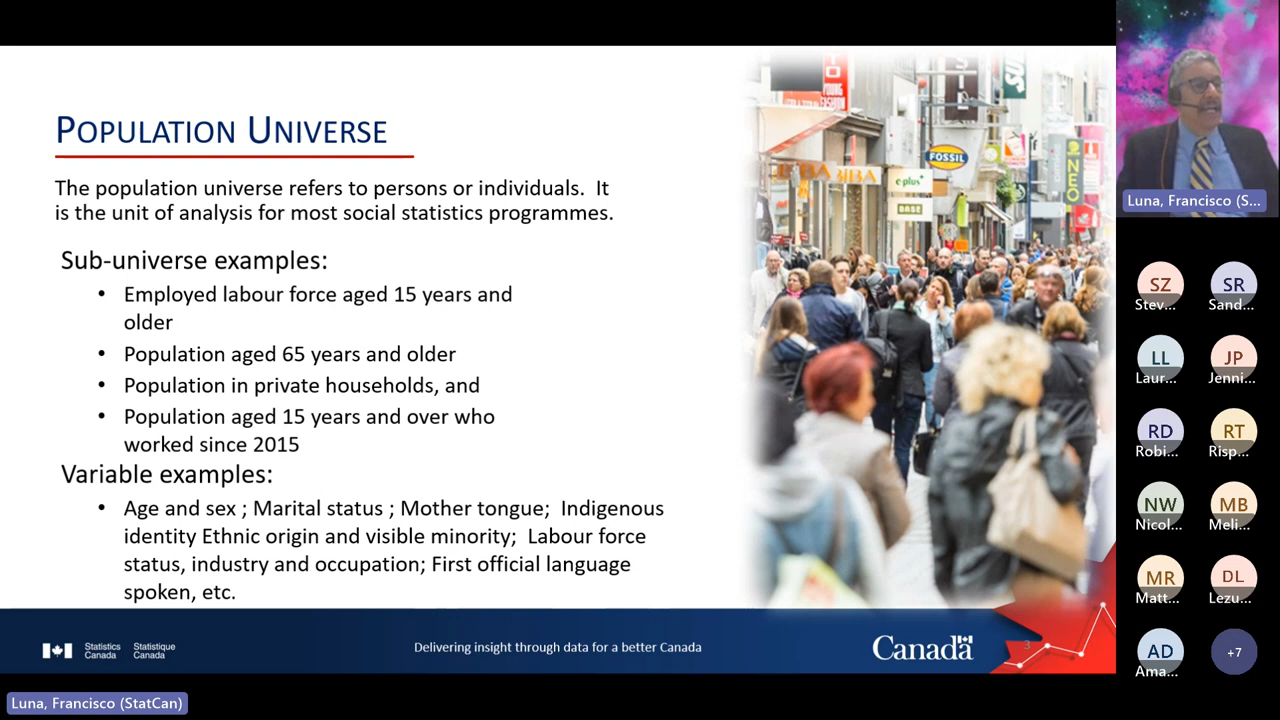 POPULATION UNIVERSE
The population universe refers to persons or individuals. It
is the unit of analysis for most social statistics programmes.
Sub-universe examples:
• Employed labour force aged 15 years and
older
• Population aged 65 years and older
• Population in private households, and
• Population aged 15 years and over who
worked since 2015
Variable examples:
• Age and sex ; Marital status ; Mother tongue; Indigenous
identity Ethnic origin and visible minority; Labour force
status, industry and occupation; First official language
spoken, etc.
FOSSIL
BIBA
e-plus+
BASE
NEO
Statistics Statistique
Canada Canada
Delivering insight through data for a better Canada
Canada
3
Luna, Francisco (S...
SZ
Stev...
SR
Sand...
LL
Laur...
JP
Jenni...
RD
Robi...
RT
Risp...
NW
Nicol...
MB
Meli...
MR
Matt...
DL
Lezu...
AD
Ama...
+7
Luna, Francisco (StatCan)